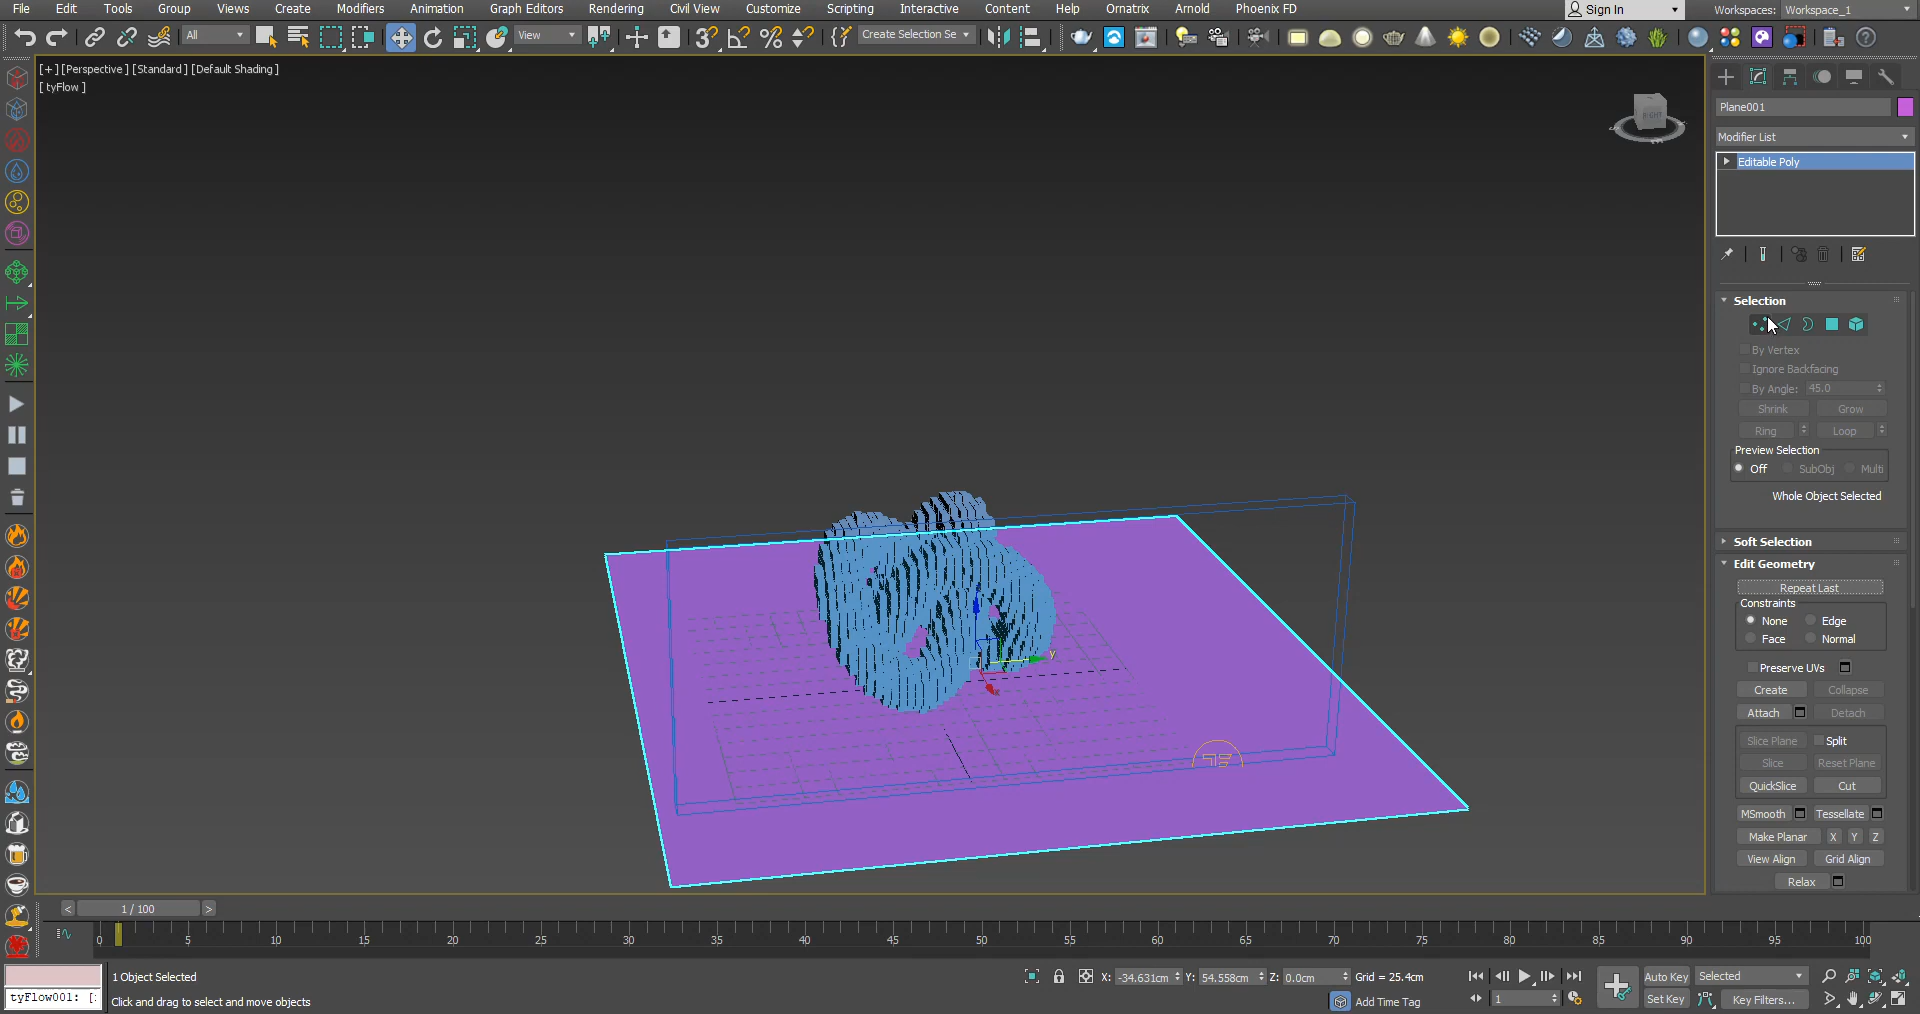 File Edit Tools Group Views Create Modifiers Animation Graph Editors Rendering Civil View Customize Scripting Interactive Content Help Ornatrix Arnold Phoenix FD Sign In Workspaces: Workspace_1
All View Create Selection Se
[+] [Perspective ] [Standard ] [Default Shading ]
[ tyFlow ]
RIGHT
Plane001
Modifier List
Editable Poly
Selection
By Vertex
Ignore Backfacing
By Angle: 45.0
Shrink Grow
Ring Loop
Preview Selection
Off SubObj Multi
Whole Object Selected
Soft Selection
Edit Geometry
Repeat Last
Constraints
None Edge
Face Normal
Preserve UVs
Create Collapse
Attach Detach
Slice Plane Split
Slice Reset Plane
QuickSlice Cut
MSmooth Tessellate
Make Planar X Y Z
View Align Grid Align
Relax
y
x
< 1 / 100 >
0 5 10 15 20 25 30 35 40 45 50 55 60 65 70 75 80 85 90 95 100
1 Object Selected X: -34.631cm Y: 54.558cm Z: 0.0cm Grid = 25.4cm Auto Key Selected
tyFlow001: [: Click and drag to select and move objects Add Time Tag 1 Set Key Key Filters...